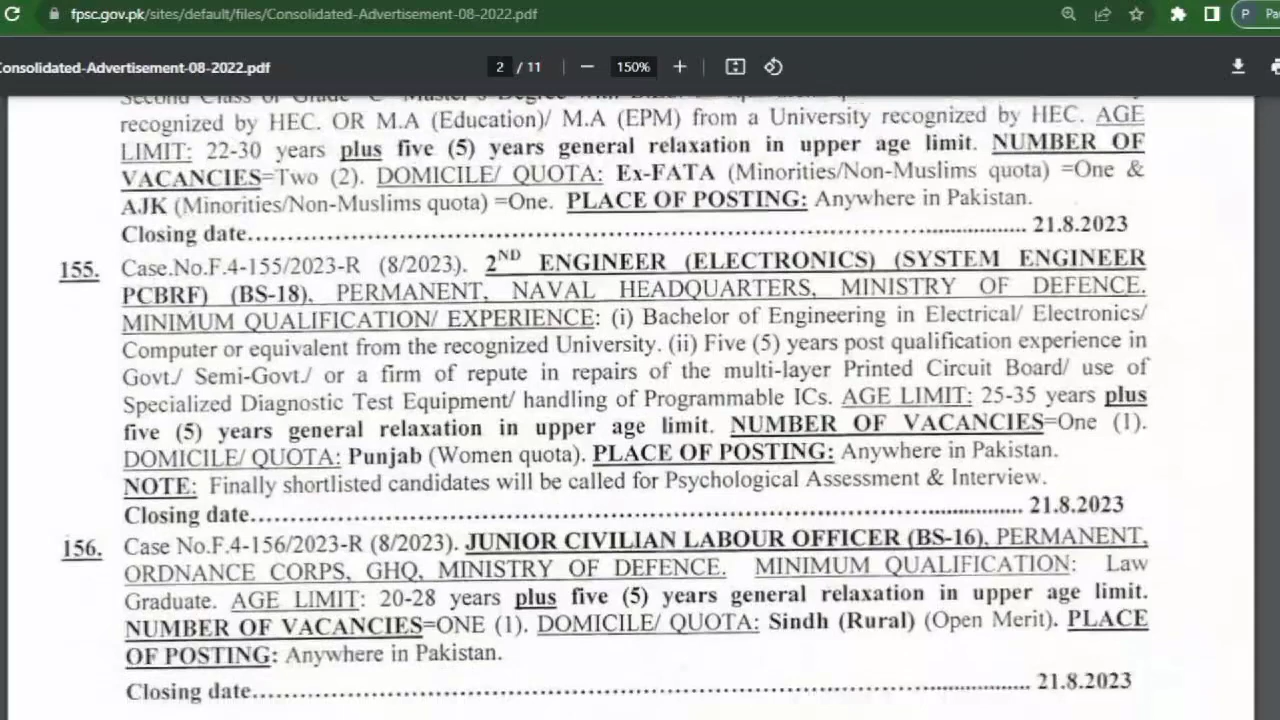 fpsc.gov.pk/sites/default/files/Consolidated-Advertisement-08-2022.pdf
P Pa
Consolidated-Advertisement-08-2022.pdf 2 / 11 150%
Second Class or Grade "C" Master's Degree with
recognized by HEC. OR M.A (Education)/ M.A (EPM) from a University recognized by HEC. AGE
LIMIT: 22-30 years plus five (5) years general relaxation in upper age limit. NUMBER OF
VACANCIES=Two (2). DOMICILE/ QUOTA: Ex-FATA (Minorities/Non-Muslims quota) =One &
AJK (Minorities/Non-Muslims quota) =One. PLACE OF POSTING: Anywhere in Pakistan.
Closing date.......................................................................................................... 21.8.2023
155. Case.No.F.4-155/2023-R (8/2023). 2ND ENGINEER (ELECTRONICS) (SYSTEM ENGINEER
PCBRF) (BS-18), PERMANENT, NAVAL HEADQUARTERS, MINISTRY OF DEFENCE.
MINIMUM QUALIFICATION/ EXPERIENCE: (i) Bachelor of Engineering in Electrical/ Electronics/
Computer or equivalent from the recognized University. (ii) Five (5) years post qualification experience in
Govt./ Semi-Govt./ or a firm of repute in repairs of the multi-layer Printed Circuit Board/ use of
Specialized Diagnostic Test Equipment/ handling of Programmable ICs. AGE LIMIT: 25-35 years plus
five (5) years general relaxation in upper age limit. NUMBER OF VACANCIES=One (1).
DOMICILE/ QUOTA: Punjab (Women quota). PLACE OF POSTING: Anywhere in Pakistan.
NOTE: Finally shortlisted candidates will be called for Psychological Assessment & Interview.
Closing date.......................................................................................................... 21.8.2023
156. Case No.F.4-156/2023-R (8/2023). JUNIOR CIVILIAN LABOUR OFFICER (BS-16), PERMANENT,
ORDNANCE CORPS, GHQ, MINISTRY OF DEFENCE. MINIMUM QUALIFICATION: Law
Graduate. AGE LIMIT: 20-28 years plus five (5) years general relaxation in upper age limit.
NUMBER OF VACANCIES=ONE (1). DOMICILE/ QUOTA: Sindh (Rural) (Open Merit). PLACE
OF POSTING: Anywhere in Pakistan.
Closing date.......................................................................................................... 21.8.2023